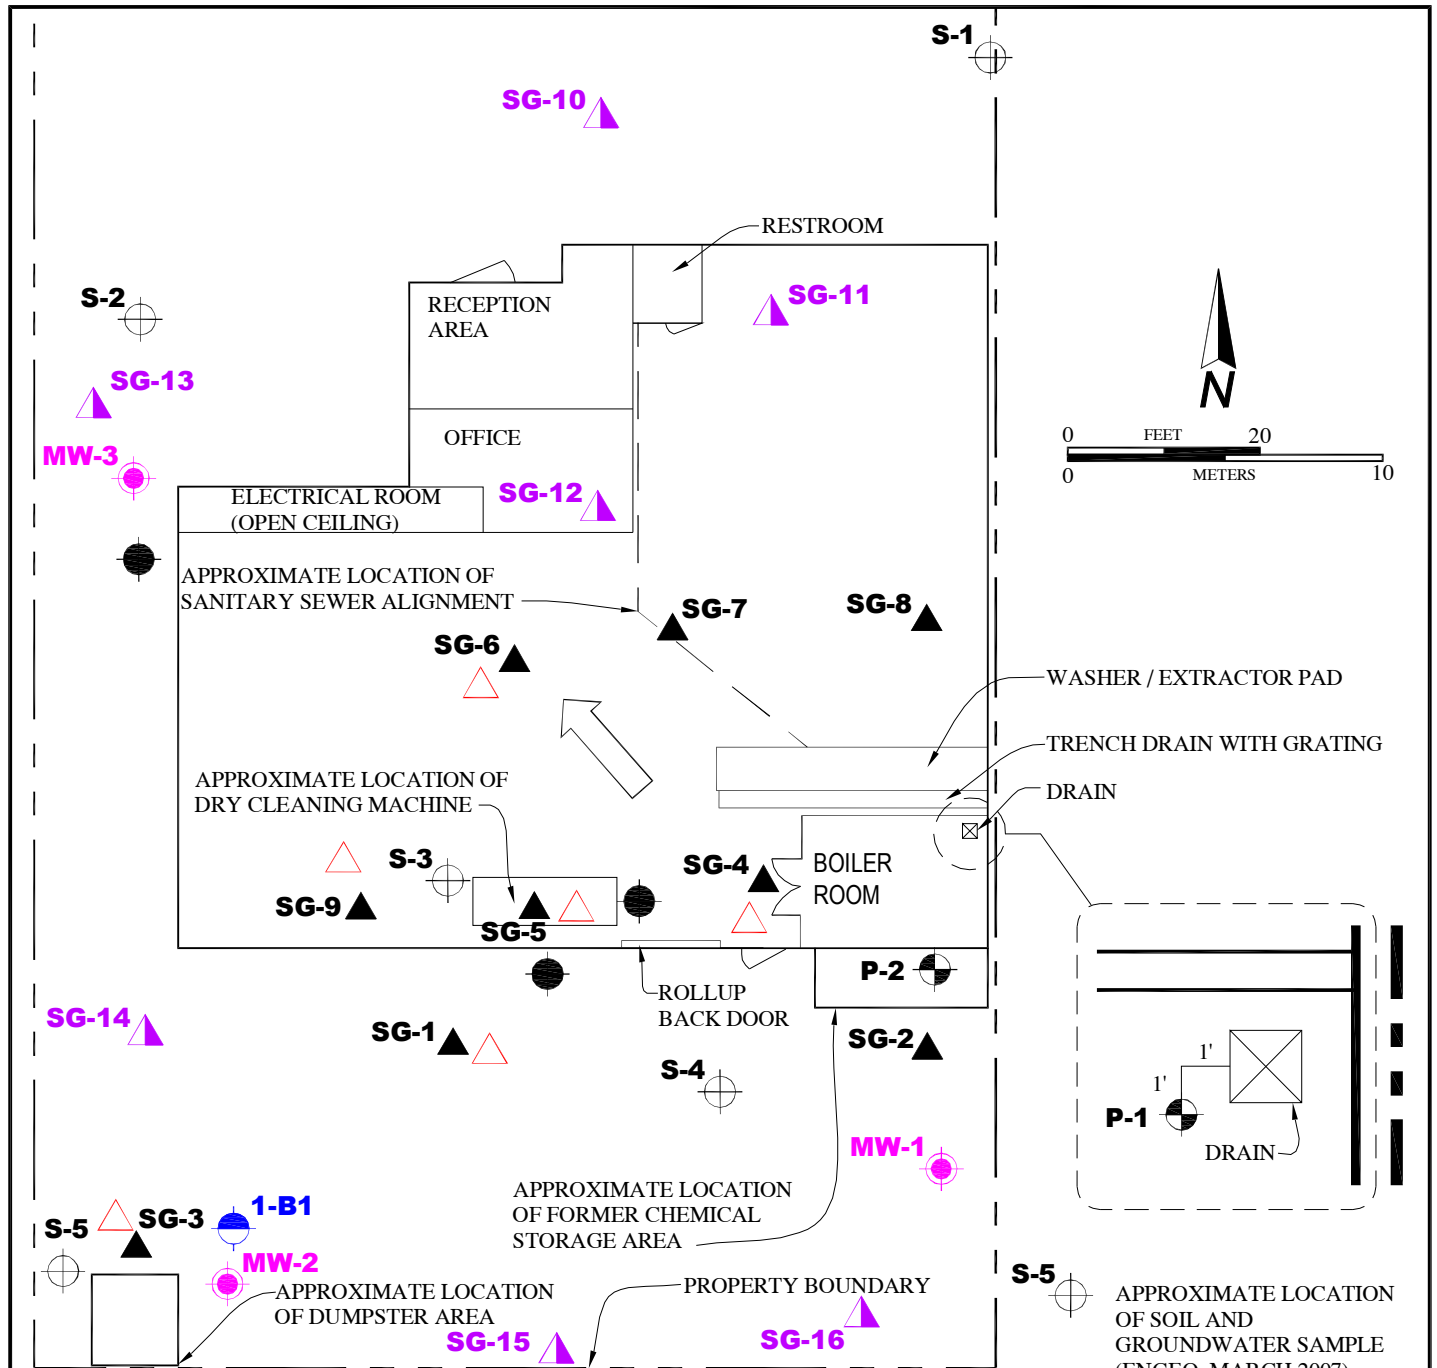 S-1
SG-10
RESTROOM
S-2
RECEPTION
AREA
SG-11
SG-13
MW-3
OFFICE
0 FEET 20
0 METERS 10
N
ELECTRICAL ROOM
(OPEN CEILING)
SG-12
APPROXIMATE LOCATION OF
SANITARY SEWER ALIGNMENT
SG-7
SG-8
SG-6
WASHER / EXTRACTOR PAD
TRENCH DRAIN WITH GRATING
DRAIN
APPROXIMATE LOCATION OF
DRY CLEANING MACHINE
S-3
SG-4
BOILER
ROOM
SG-9
SG-5
P-2
ROLLUP
BACK DOOR
SG-14
SG-1
SG-2
S-4
1'
1'
P-1
DRAIN
MW-1
APPROXIMATE LOCATION
OF FORMER CHEMICAL
STORAGE AREA
S-5
SG-3
1-B1
MW-2
APPROXIMATE LOCATION
OF DUMPSTER AREA
PROPERTY BOUNDARY
SG-15
SG-16
S-5
APPROXIMATE LOCATION
OF SOIL AND
GROUNDWATER SAMPLE
(ENGEO, MARCH 2007)